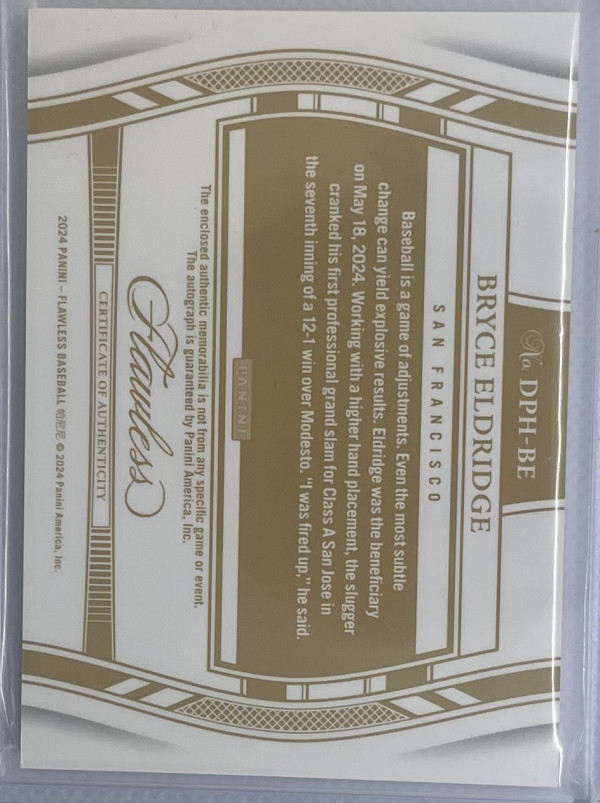 No. DPH-BE
BRYCE ELDRIDGE
SAN FRANCISCO
Baseball is a game of adjustments. Even the most subtle
change can yield explosive results. Eldridge was the beneficiary
on May 18, 2024. Working with a higher hand placement, the slugger
cranked his first professional grand slam for Class A San Jose in
the seventh inning of a 12-1 win over Modesto. "I was fired up," he said.
PANINI
The enclosed authentic memorabilia is not from any specific game or event.
The autograph is guaranteed by Panini America, Inc.
Flawless
CERTIFICATE OF AUTHENTICITY
2024 PANINI – FLAWLESS BASEBALL 帕尼尼 © 2024 Panini America, Inc.